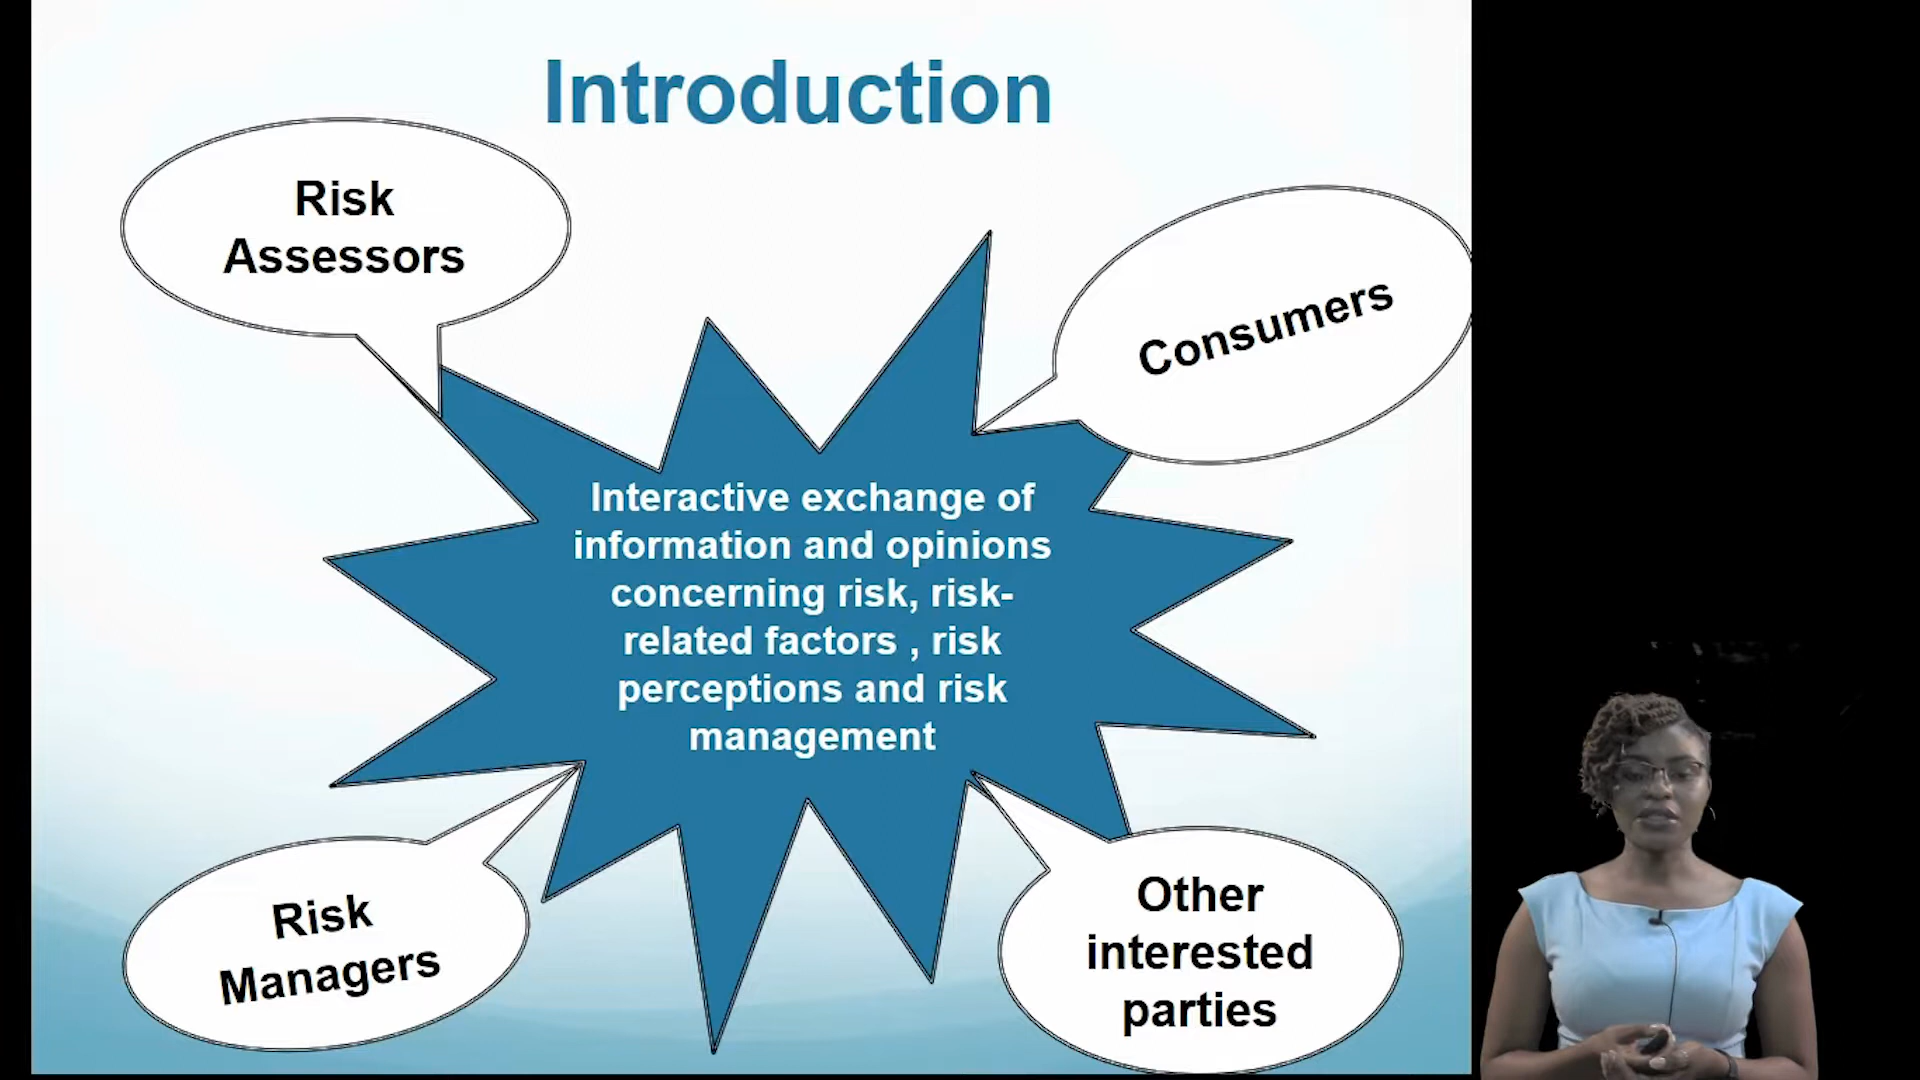 Introduction
Risk
Assessors
Consumers
Interactive exchange of
information and opinions
concerning risk, risk-
related factors , risk
perceptions and risk
management
Risk
Managers
Other
interested
parties